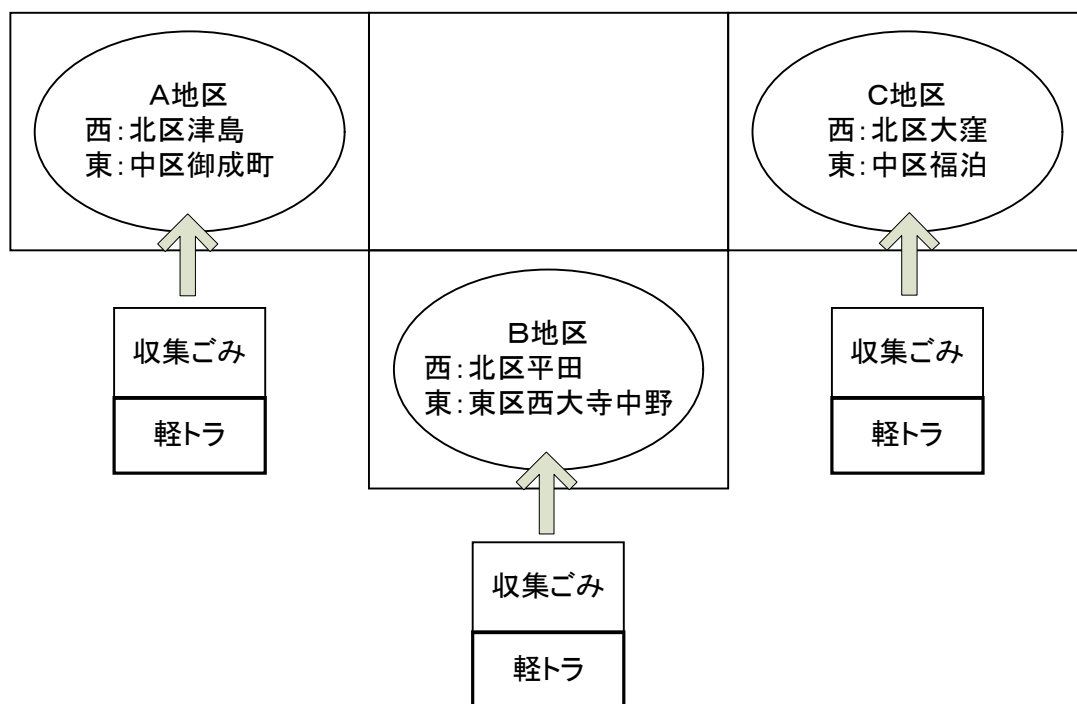 A地区
西：北区津島
東：中区御成町
C地区
西：北区大窪
東：中区福泊
収集ごみ
軽トラ
B地区
西：北区平田
東：東区西大寺中野
収集ごみ
軽トラ
収集ごみ
軽トラ